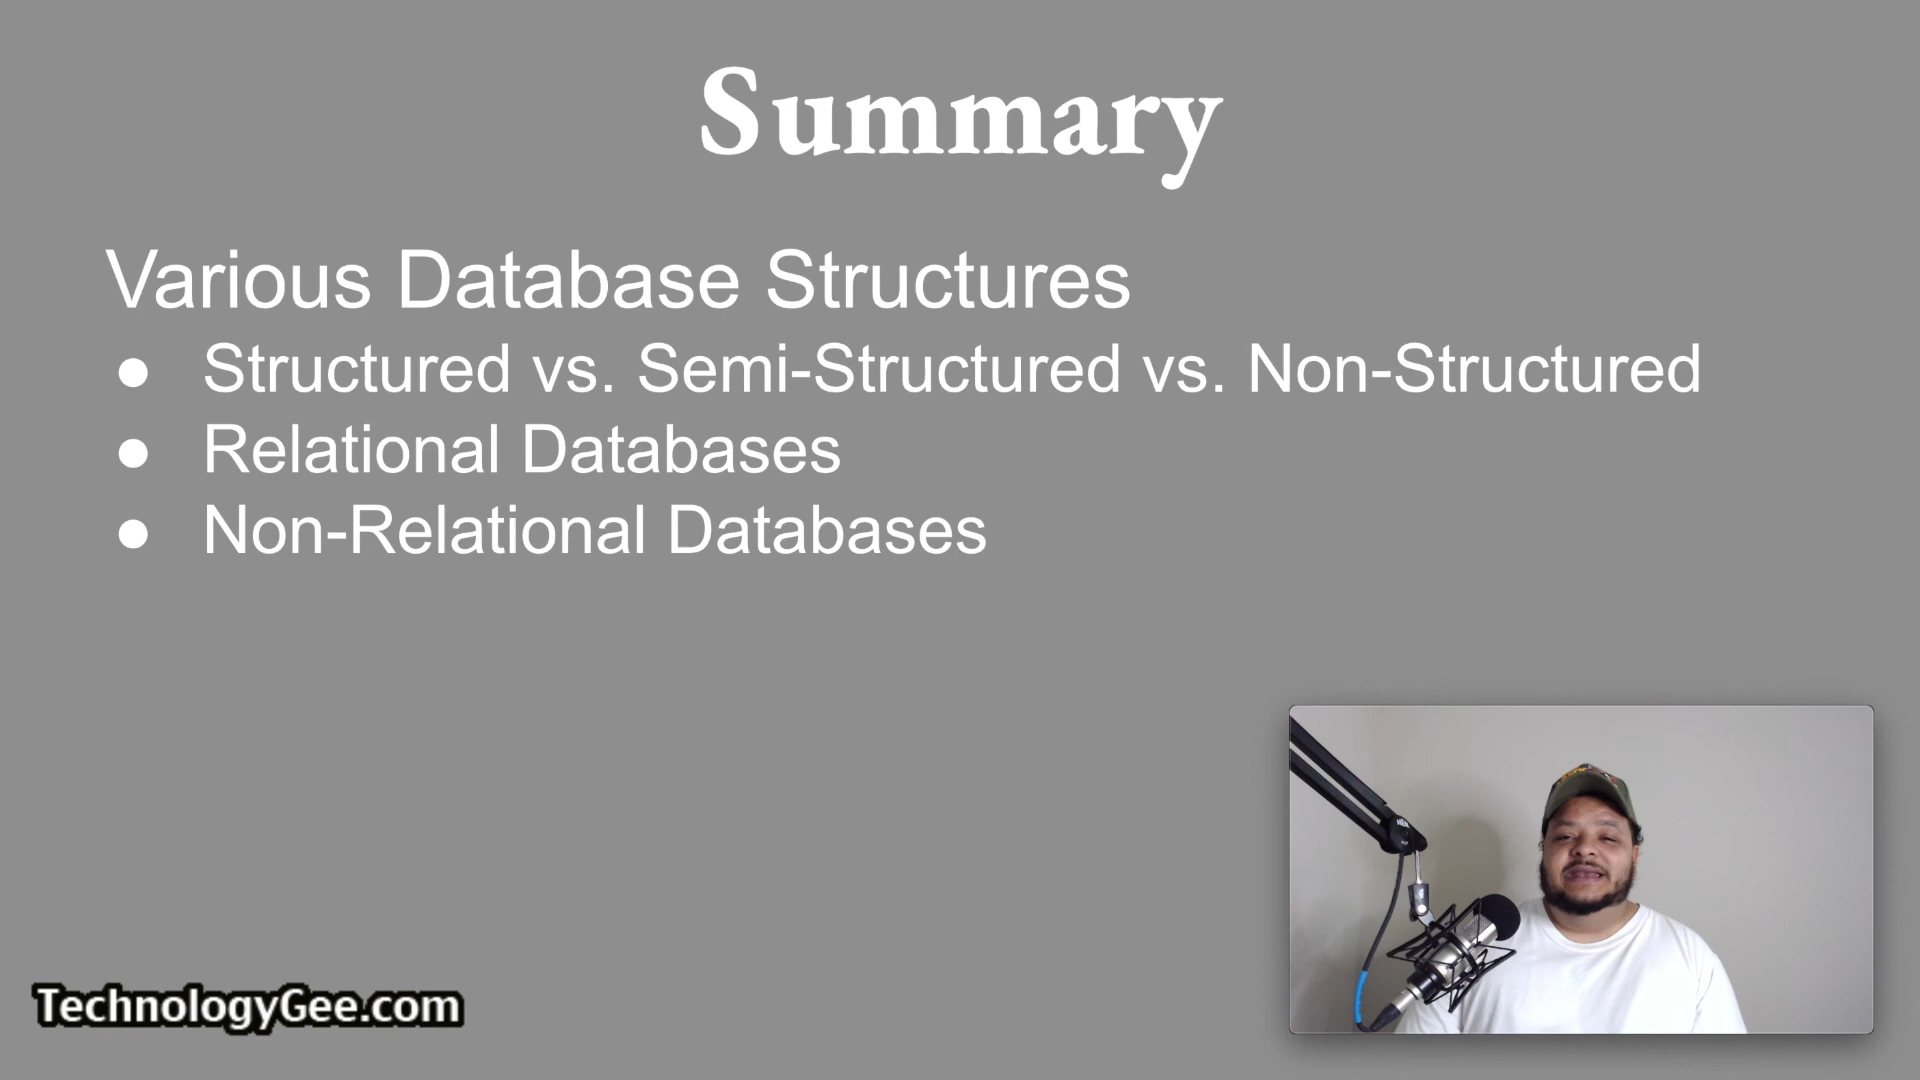 Summary
Various Database Structures
● Structured vs. Semi-Structured vs. Non-Structured
● Relational Databases
● Non-Relational Databases
TechnologyGee.com